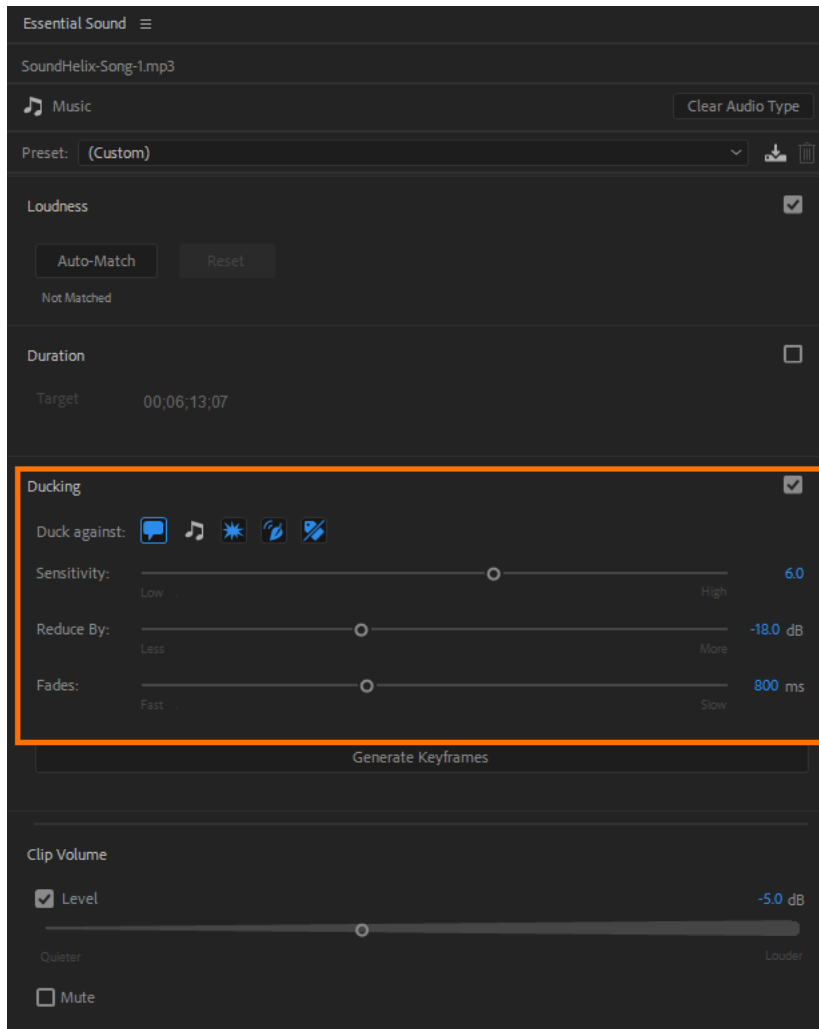 Essential Sound
SoundHelix-Song-1.mp3
Music Clear Audio Type
Preset: (Custom)
Loudness
Auto-Match Reset
Not Matched
Duration
Target 00;06;13;07
Ducking
Duck against:
Sensitivity: 6.0
Low High
Reduce By: -18.0 dB
Less More
Fades: 800 ms
Fast Slow
Generate Keyframes
Clip Volume
Level -5.0 dB
Quieter Louder
Mute